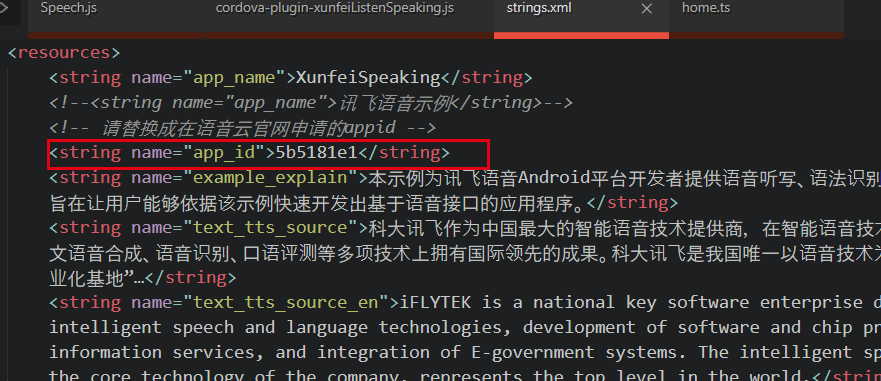 Speech.js cordova-plugin-xunfeiListenSpeaking.js strings.xml home.ts
<resources>
<string name="app_name">XunfeiSpeaking</string>
<!--<string name="app_name">讯飞语音示例</string>-->
<!-- 请替换成在语音云官网申请的appid -->
<string name="app_id">5b5181e1</string>
<string name="example_explain">本示例为讯飞语音Android平台开发者提供语音听写、语法识别
旨在让用户能够依据该示例快速开发出基于语音接口的应用程序。</string>
<string name="text_tts_source">科大讯飞作为中国最大的智能语音技术提供商，在智能语音技
文语音合成、语音识别、口语评测等多项技术上拥有国际领先的成果。科大讯飞是我国唯一以语音技术为
业化基地”…</string>
<string name="text_tts_source_en">iFLYTEK is a national key software enterprise d
intelligent speech and language technologies, development of software and chip pr
information services, and integration of E-government systems. The intelligent sp
the core technology of the company, represents the top level in the world.</strin